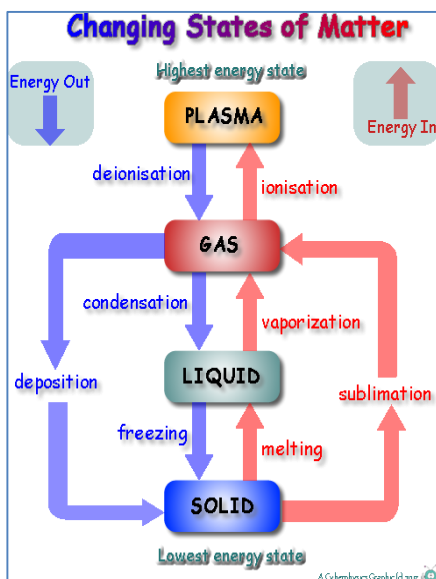 Changing States of Matter
Energy Out
Highest energy state
Energy In
PLASMA
deionisation
ionisation
GAS
condensation
vaporization
deposition
LIQUID
sublimation
freezing
melting
SOLID
Lowest energy state